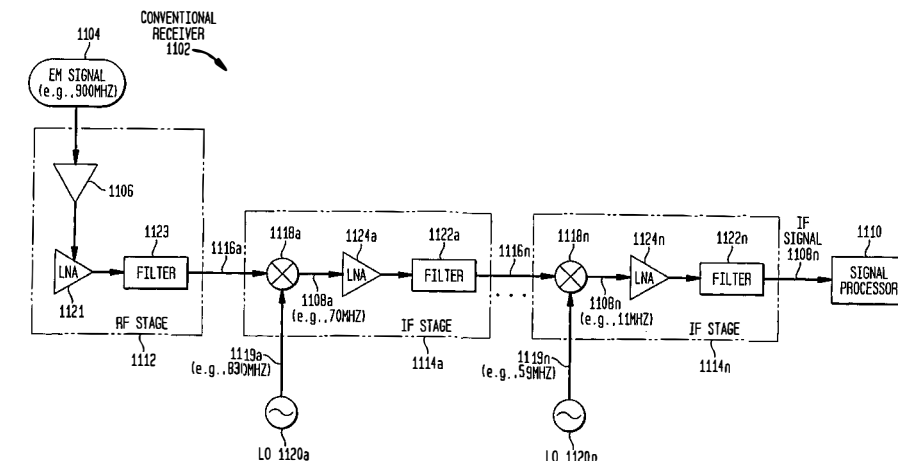 CONVENTIONAL
RECEIVER
1102
1104
EM SIGNAL
(e.g.,900MHZ)
1106
1123
LNA
FILTER
1121
RF STAGE
1112
1116a
1118a
1124a
1122a
LNA
FILTER
1108a
(e.g.,70MHZ)
IF STAGE
1114a
1119a
(e.g.,830MHZ)
LO 1120a
1116n
. . . .
1118n
1124n
1122n
LNA
FILTER
1108n
(e.g.,11MHZ)
IF STAGE
1114n
1119n
(e.g.,59MHZ)
LO 1120n
IF
SIGNAL
1108n
1110
SIGNAL
PROCESSOR